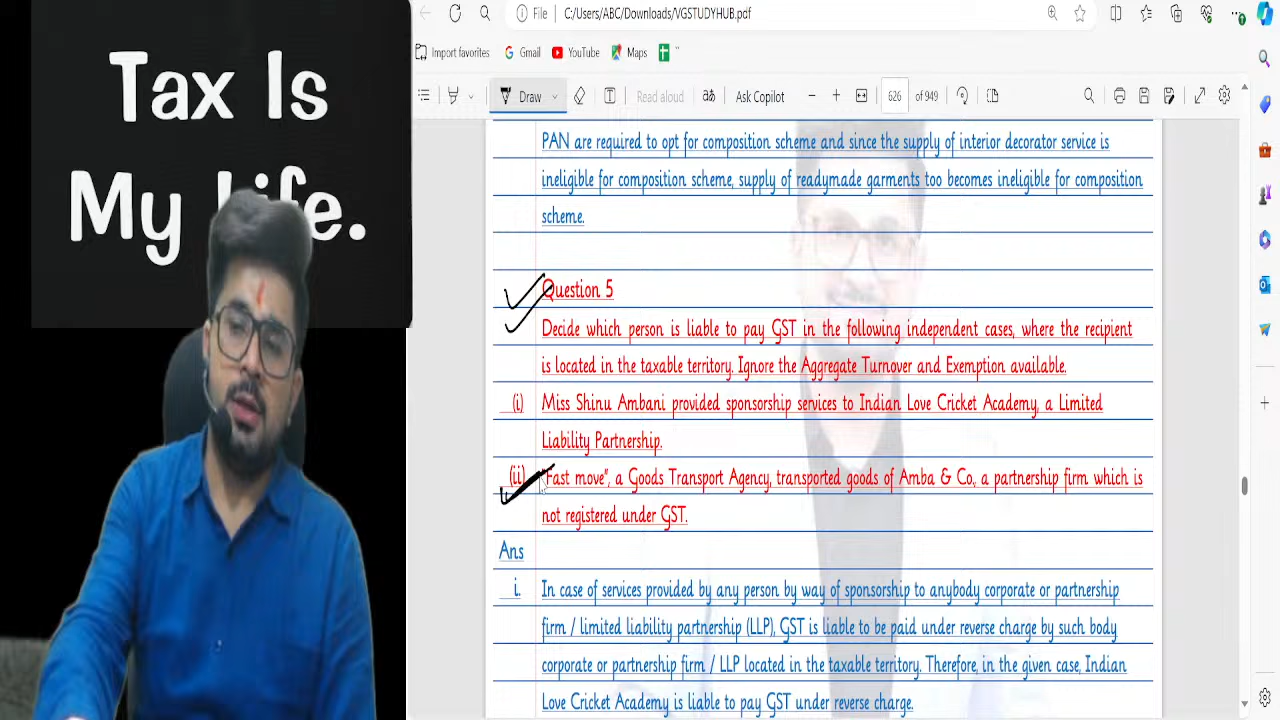 Tax Is
My Life.
File
C:/Users/ABC/Downloads/VGSTUDYHUB.pdf
Import favorites
Gmail
YouTube
Maps
Draw
Read aloud
Ask Copilot
626
of 949
PAN are required to opt for composition scheme and since the supply of interior decorator service is
ineligible for composition scheme, supply of readymade garments too becomes ineligible for composition
scheme.
Question 5
Decide which person is liable to pay GST in the following independent cases, where the recipient
is located in the taxable territory. Ignore the Aggregate Turnover and Exemption available.
(i) Miss Shinu Ambani provided sponsorship services to Indian Love Cricket Academy, a Limited
Liability Partnership.
(ii) "Fast move", a Goods Transport Agency, transported goods of Amba & Co., a partnership firm which is
not registered under GST.
Ans
i. In case of services provided by any person by way of sponsorship to anybody corporate or partnership
firm / limited liability partnership (LLP), GST is liable to be paid under reverse charge by such body
corporate or partnership firm / LLP located in the taxable territory. Therefore, in the given case, Indian
Love Cricket Academy is liable to pay GST under reverse charge.